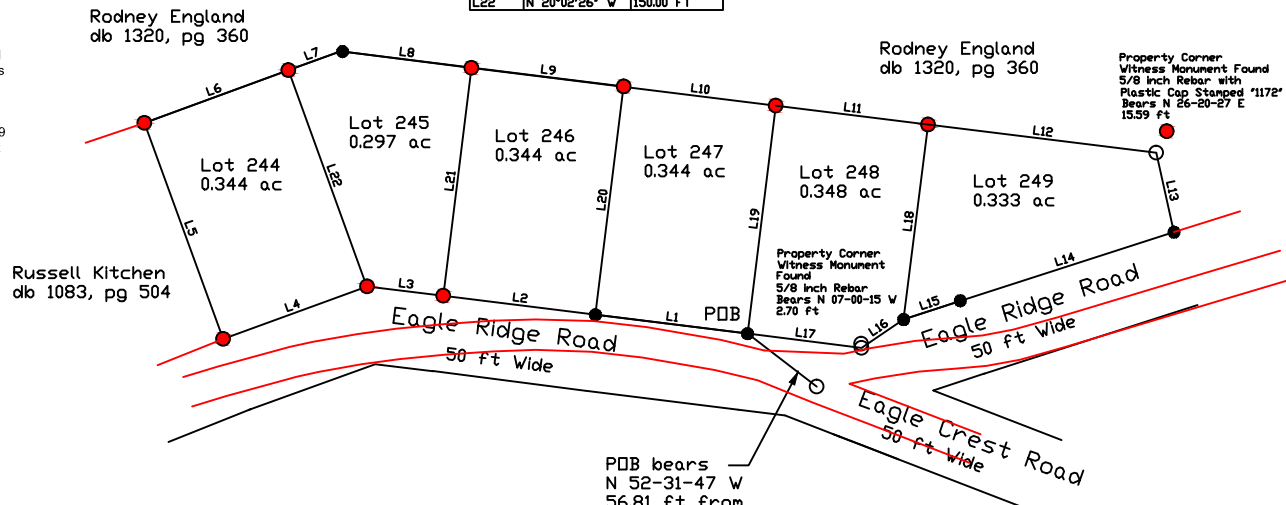 L22 N 20°02'26" W 150.00 FT
Rodney England
db 1320, pg 360
Rodney England
db 1320, pg 360
Property Corner
Witness Monument Found
5/8 inch Rebar with
Plastic Cap Stamped "1172"
Bears N 26-20-27 E
15.59 ft
L6
L7
L8
L9
L10
L11
L12
L13
Lot 244
0.344 ac
Lot 245
0.297 ac
Lot 246
0.344 ac
Lot 247
0.344 ac
Lot 248
0.348 ac
Lot 249
0.333 ac
L5
L22
L21
L20
L19
L18
Russell Kitchen
db 1083, pg 504
Property Corner
Witness Monument
Found
5/8 inch Rebar
Bears N 07-00-15 W
2.70 ft
L4
L3
L2
L1
POB
L17
L16
L15
L14
Eagle Ridge Road
50 ft Wide
Eagle Ridge Road
50 ft Wide
Eagle Crest Road
50 ft Wide
POB bears
N 52-31-47 W
56.81 ft from